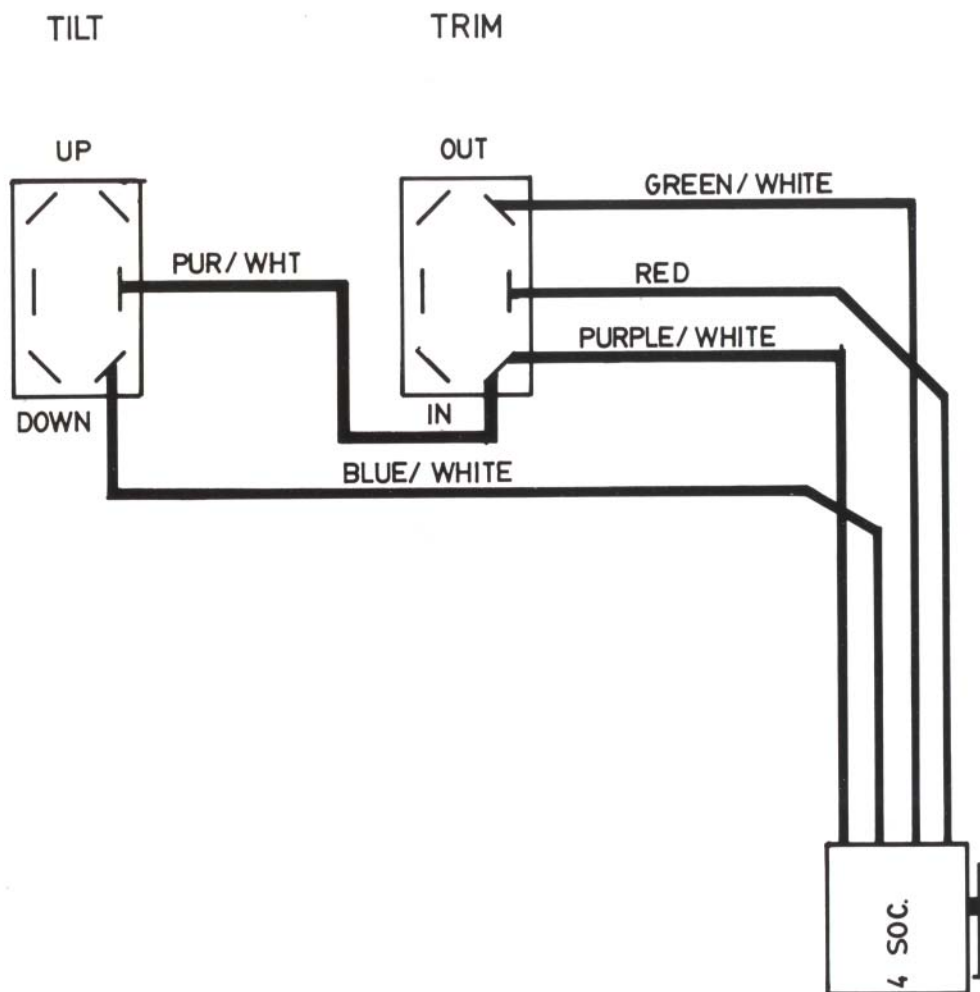 TILT
TRIM
UP
OUT
GREEN/ WHITE
PUR/ WHT
RED
PURPLE/ WHITE
DOWN
IN
BLUE/ WHITE
4 SOC.